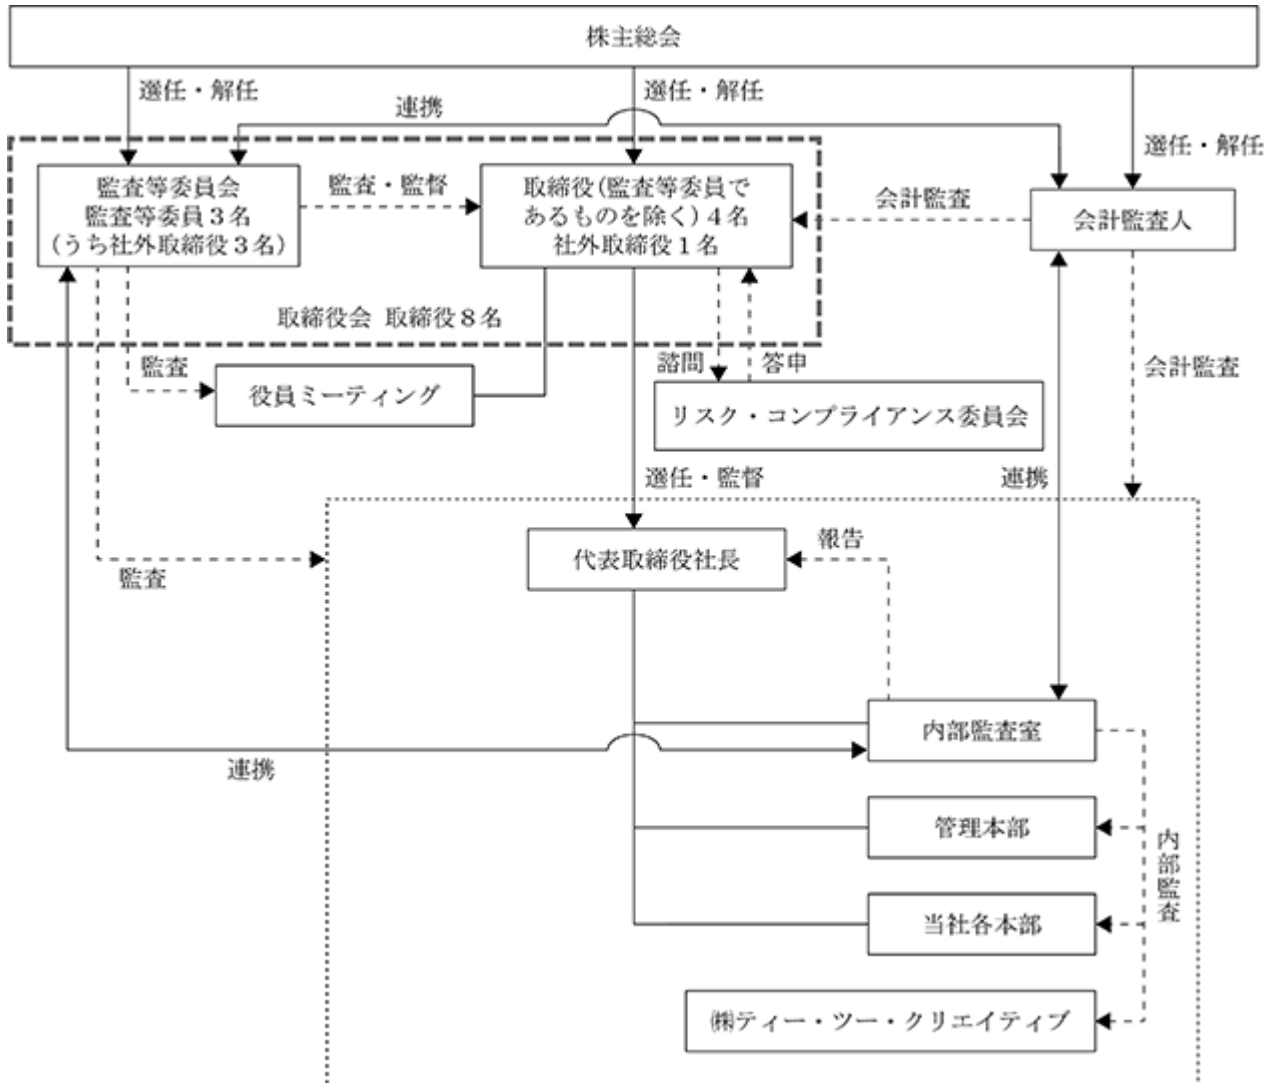 株主総会
選任・解任
選任・解任
連携
選任・解任
監査等委員会
監査等委員3名
(うち社外取締役3名)
監査・監督
取締役(監査等委員で
あるものを除く)4名
社外取締役1名
会計監査
会計監査人
取締役会 取締役8名
監査
役員ミーティング
諮問
答申
リスク・コンプライアンス委員会
会計監査
選任・監督
連携
代表取締役社長
報告
監査
内部監査室
連携
管理本部
内部監査
当社各本部
㈱ティー・ツー・クリエイティブ